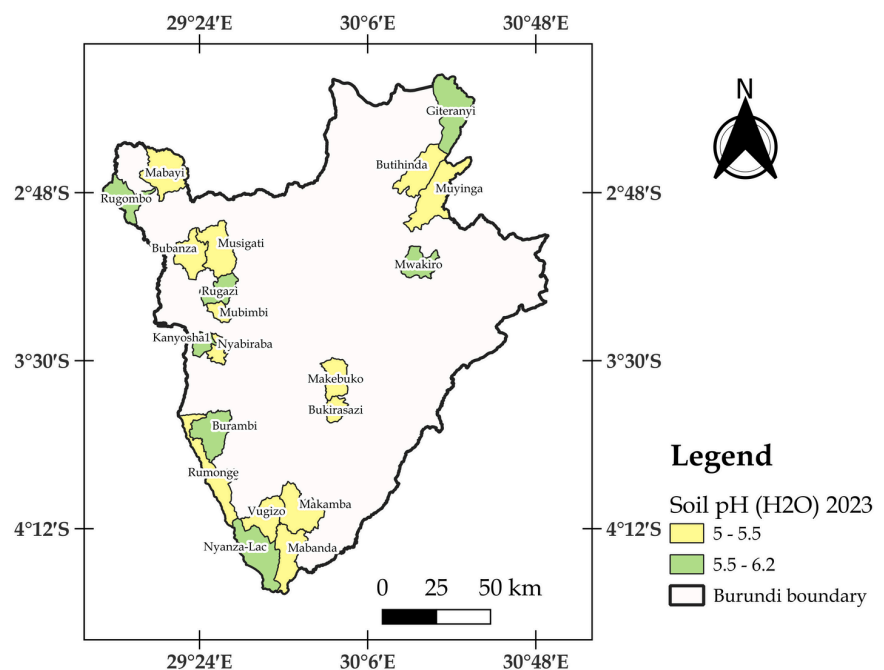 29°24′E 30°6′E 30°48′E
N
Giteranyi
Butihinda
Mabayi
Muyinga
2°48′S 2°48′S
Rugombo
Bubanza Musigati
Mwakiro
Rugazi
Mubimbi
Kanyosha1 Nyabiraba
3°30′S 3°30′S
Makebuko
Bukirasazi
Burambi
Legend
Rumonge
Soil pH (H2O) 2023
Makamba
Vugizo
4°12′S 4°12′S
5 - 5.5
Nyanza-Lac Mabanda
5.5 - 6.2
0 25 50 km
Burundi boundary
29°24′E 30°6′E 30°48′E